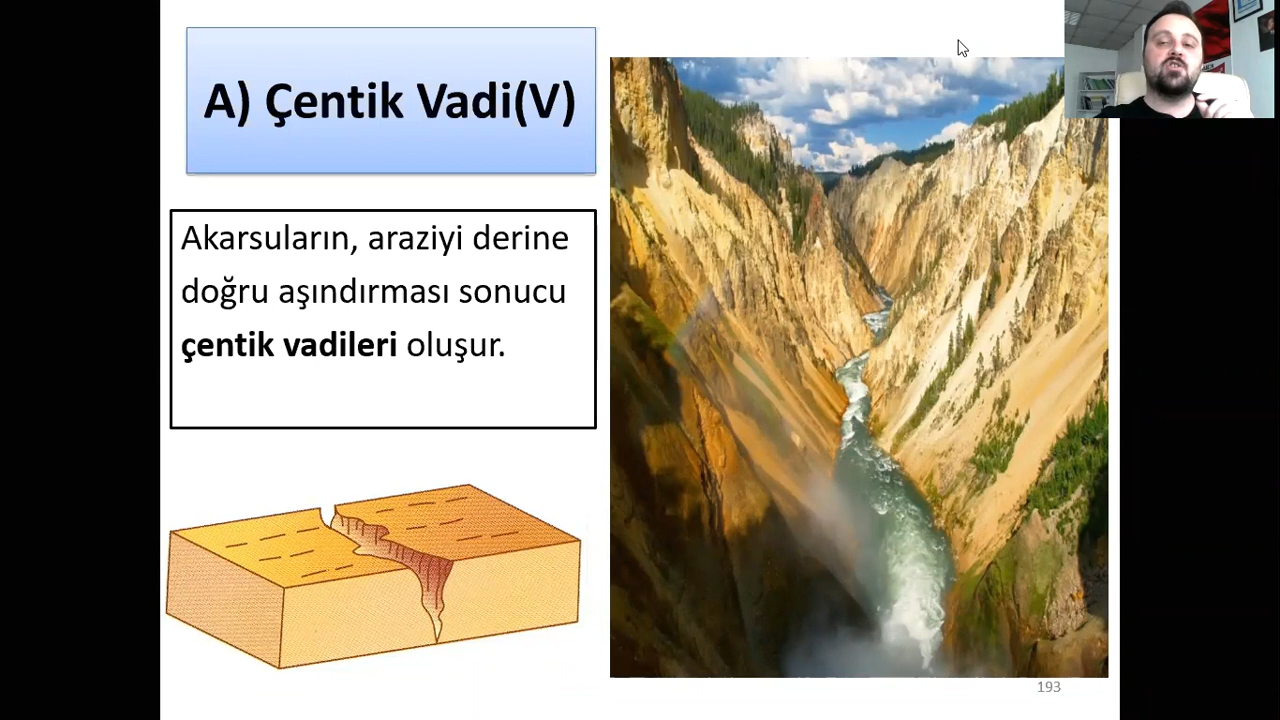 A) Çentik Vadi(V)
Akarsuların, araziyi derine
doğru aşındırması sonucu
çentik vadileri oluşur.
193